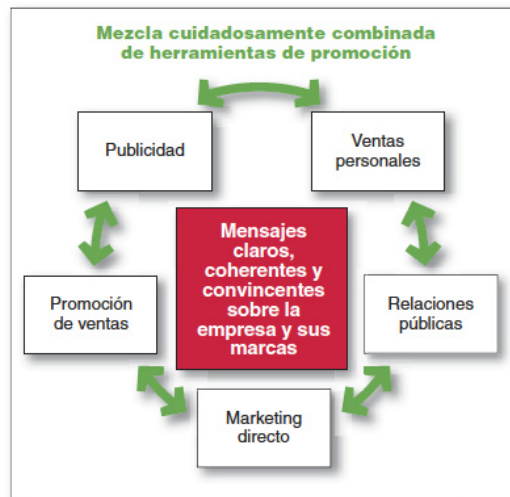 Mezcla cuidadosamente combinada
de herramientas de promoción
Publicidad
Ventas
personales
Mensajes
claros,
coherentes y
convincentes
sobre la
empresa y sus
marcas
Promoción
de ventas
Relaciones
públicas
Marketing
directo